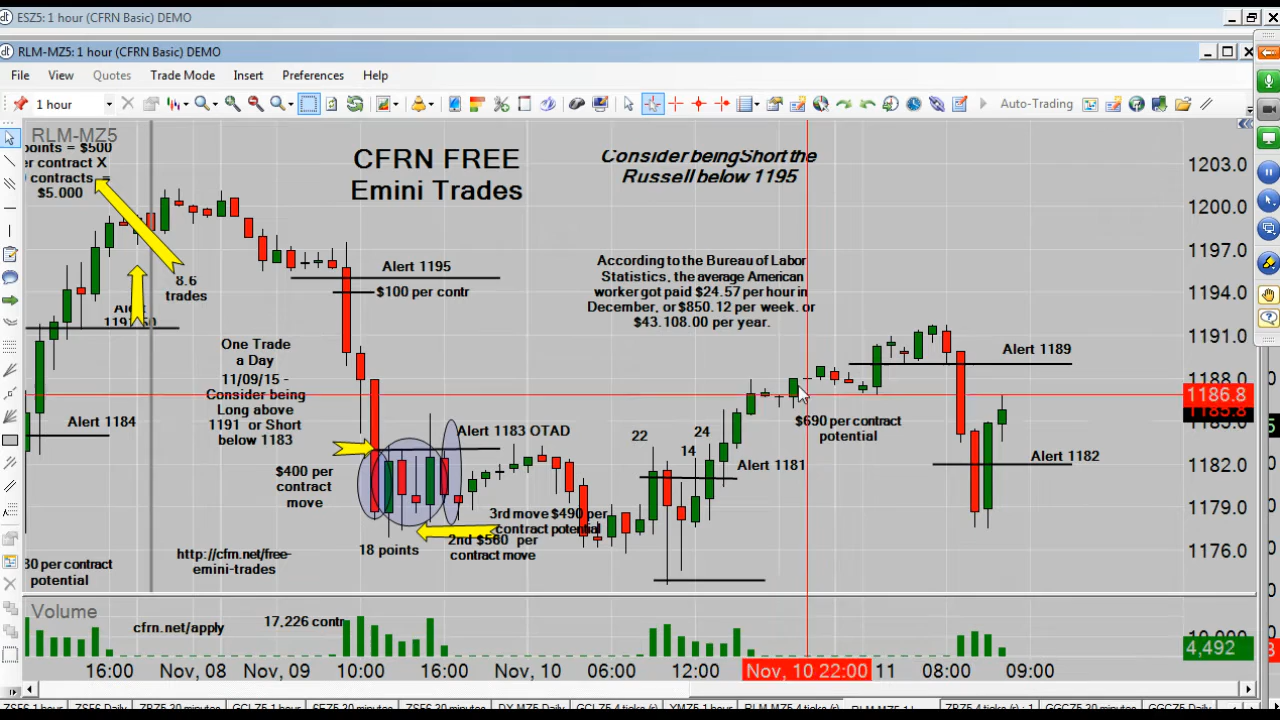 ESZ5: 1 hour (CFRN Basic) DEMO
RLM-MZ5: 1 hour (CFRN Basic) DEMO
File View Quotes Trade Mode Insert Preferences Help
1 hour
Auto-Trading
RLM-MZ5
points = $500
er contract X
contracts =
$5.000
CFRN FREE
Emini Trades
Consider beingShort the
Russell below 1195
According to the Bureau of Labor
Statistics, the average American
worker got paid $24.57 per hour in
December, or $850.12 per week. or
$43.108.00 per year.
Alert 1195
$100 per contr
8.6
trades
One Trade
a Day
11/09/15 -
Consider being
Long above
1191 or Short
below 1183
Alert 1184
$400 per
contract
move
Alert 1183 OTAD
22
24
14
Alert 1181
$690 per contract
potential
Alert 1189
Alert 1182
3rd move $490 per
contract potential
2nd $560 per
contract move
18 points
http://cfrn.net/free-
emini-trades
30 per contract
potential
1203.0
1200.0
1197.0
1194.0
1191.0
1188.0
1186.8
1182.0
1179.0
1176.0
Volume
cfrn.net/apply
17,226 contr
4,492
16:00 Nov, 08 Nov, 09 10:00 16:00 Nov, 10 06:00 12:00 Nov, 10 22:00 11 08:00 09:00